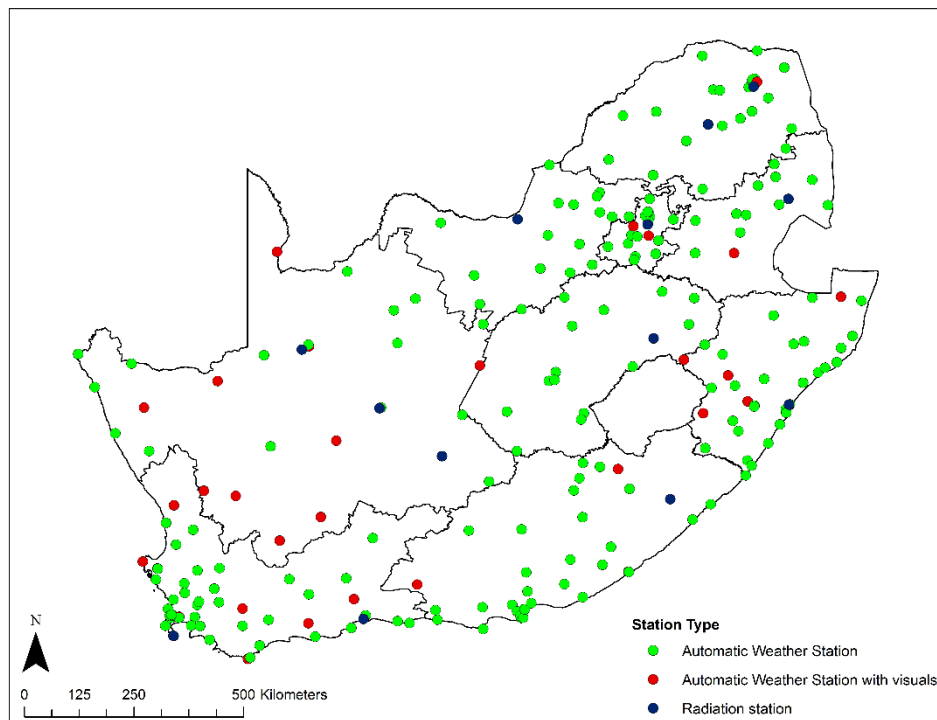 Station Type
Automatic Weather Station
Automatic Weather Station with visuals
Radiation station
N
0 125 250 500 Kilometers